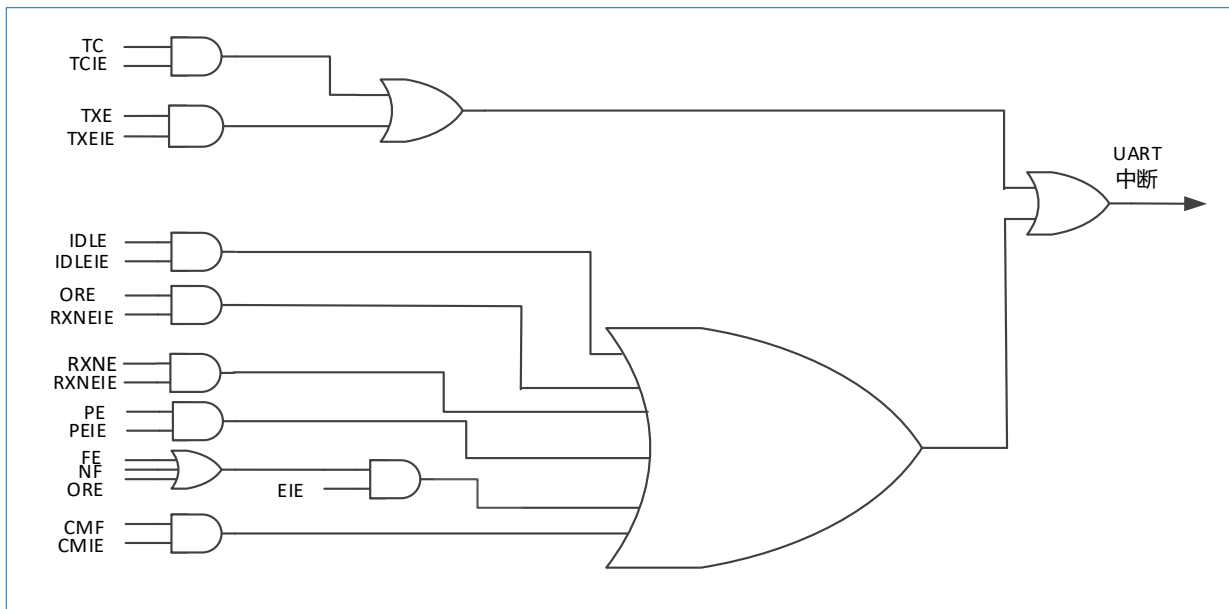 TC
TCIE
TXE
TXEIE
UART
中断
IDLE
IDLEIE
ORE
RXNEIE
RXNE
RXNEIE
PE
PEIE
FE
NF
ORE
EIE
CMF
CMIE